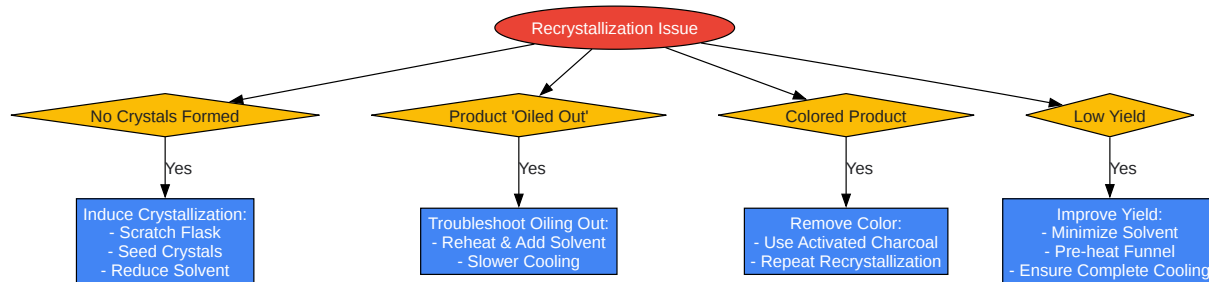 Recrystallization Issue
No Crystals Formed
Product 'Oiled Out'
Colored Product
Low Yield
Yes
Yes
Yes
Yes
Induce Crystallization:
- Scratch Flask
- Seed Crystals
- Reduce Solvent
Troubleshoot Oiling Out:
- Reheat & Add Solvent
- Slower Cooling
Remove Color:
- Use Activated Charcoal
- Repeat Recrystallization
Improve Yield:
- Minimize Solvent
- Pre-heat Funnel
- Ensure Complete Cooling